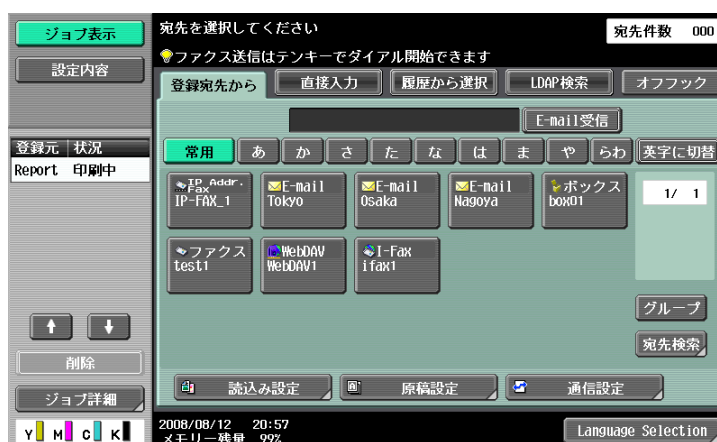 ジョブ表示
設定内容
登録元 状況
Report 印刷中
削除
ジョブ詳細
Y M C K
宛先を選択してください
宛先件数 000
ファクス送信はテンキーでダイアル開始できます
登録宛先から 直接入力 履歴から選択 LDAP検索 オフフック
E-mail受信
常用 あ か さ た な は ま や らわ 英字に切替
IP Addr. Fax
IP-FAX_1
E-mail
Tokyo
E-mail
Osaka
E-mail
Nagoya
ボックス
box01
1/ 1
ファクス
test1
WebDAV
WebDAV1
I-Fax
ifax1
グループ
宛先検索
読込み設定 原稿設定 通信設定
2008/08/12 20:57
メモリー残量 99%
Language Selection